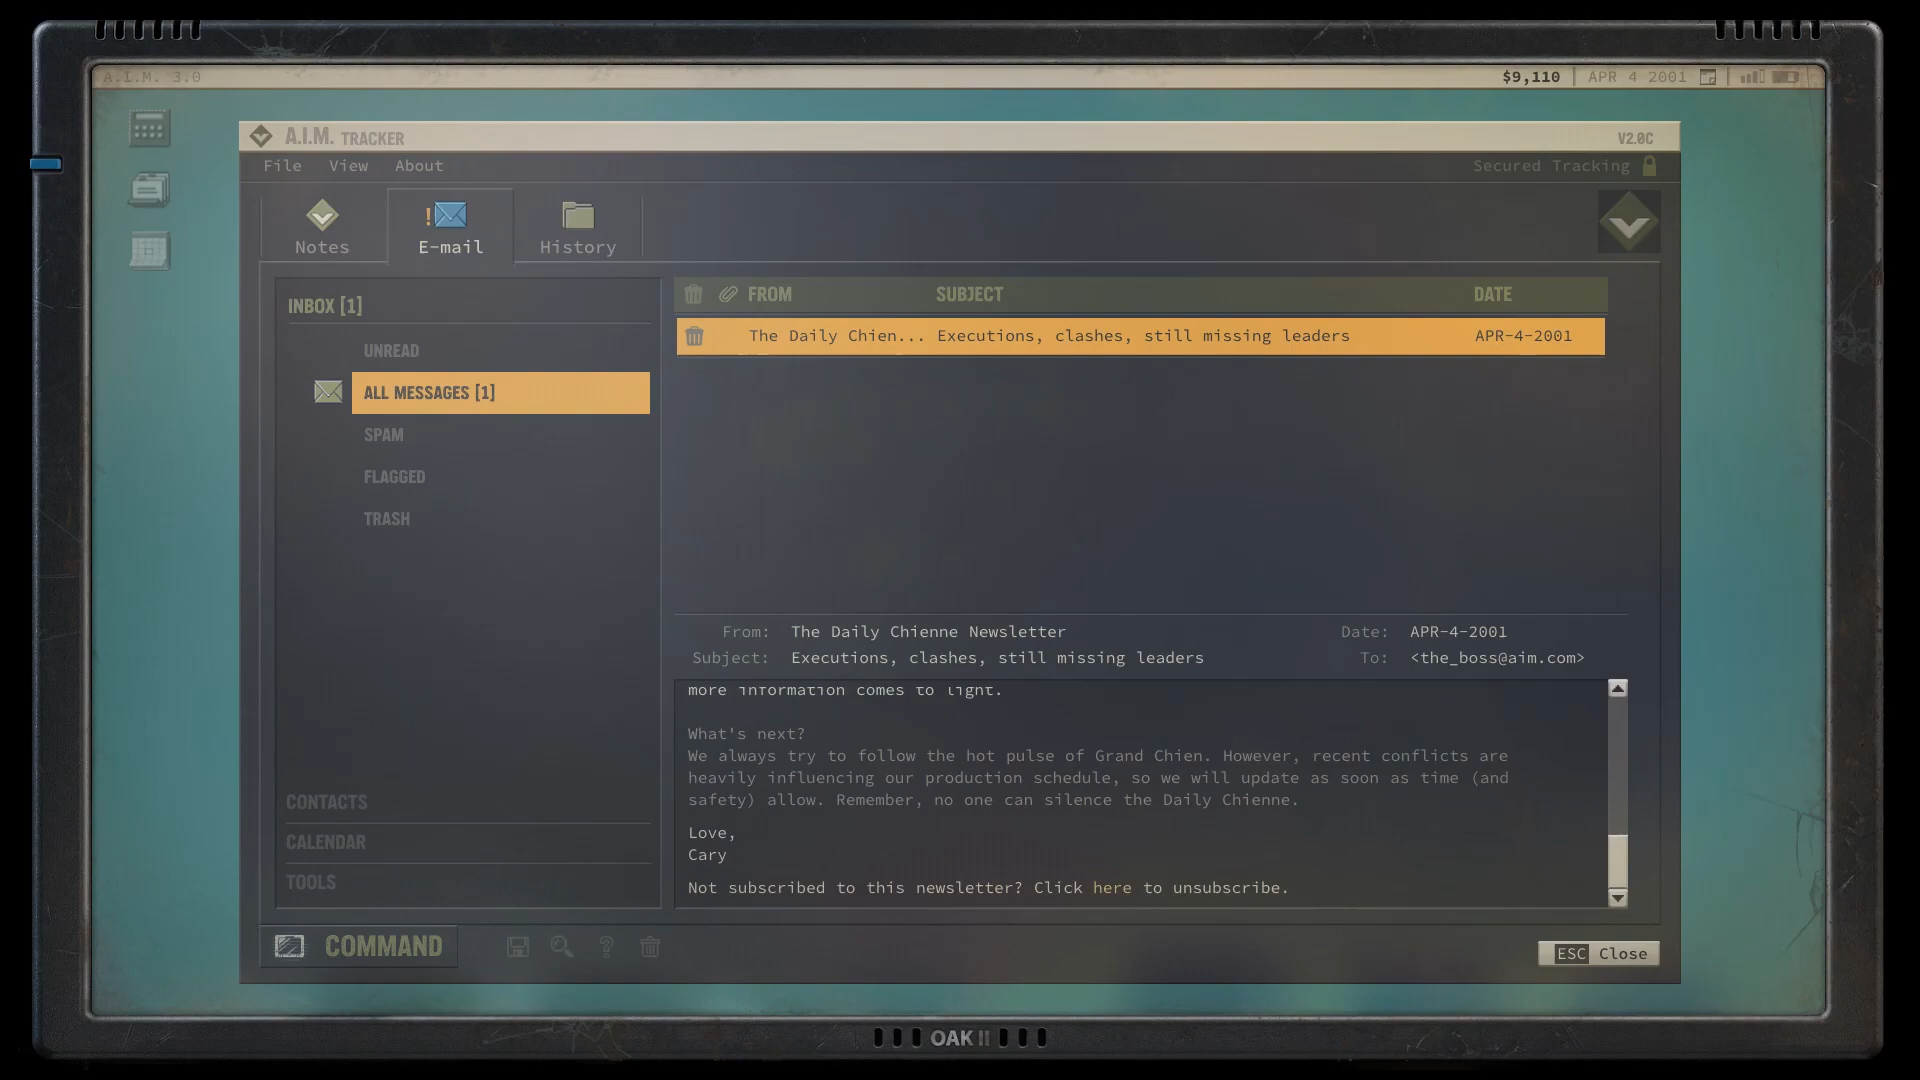 A.I.M. 3.0
$9,110 | APR 4 2001
A.I.M. TRACKER
V2.0C
File View About
Secured Tracking
Notes
! E-mail
History
INBOX [1]
UNREAD
ALL MESSAGES [1]
SPAM
FLAGGED
TRASH
CONTACTS
CALENDAR
TOOLS
FROM SUBJECT DATE
The Daily Chien... Executions, clashes, still missing leaders APR-4-2001
From: The Daily Chienne Newsletter Date: APR-4-2001
Subject: Executions, clashes, still missing leaders To: <the_boss@aim.com>
more information comes to light.
What's next?
We always try to follow the hot pulse of Grand Chien. However, recent conflicts are
heavily influencing our production schedule, so we will update as soon as time (and
safety) allow. Remember, no one can silence the Daily Chienne.
Love,
Cary
Not subscribed to this newsletter? Click here to unsubscribe.
COMMAND
?
ESC Close
OAK II